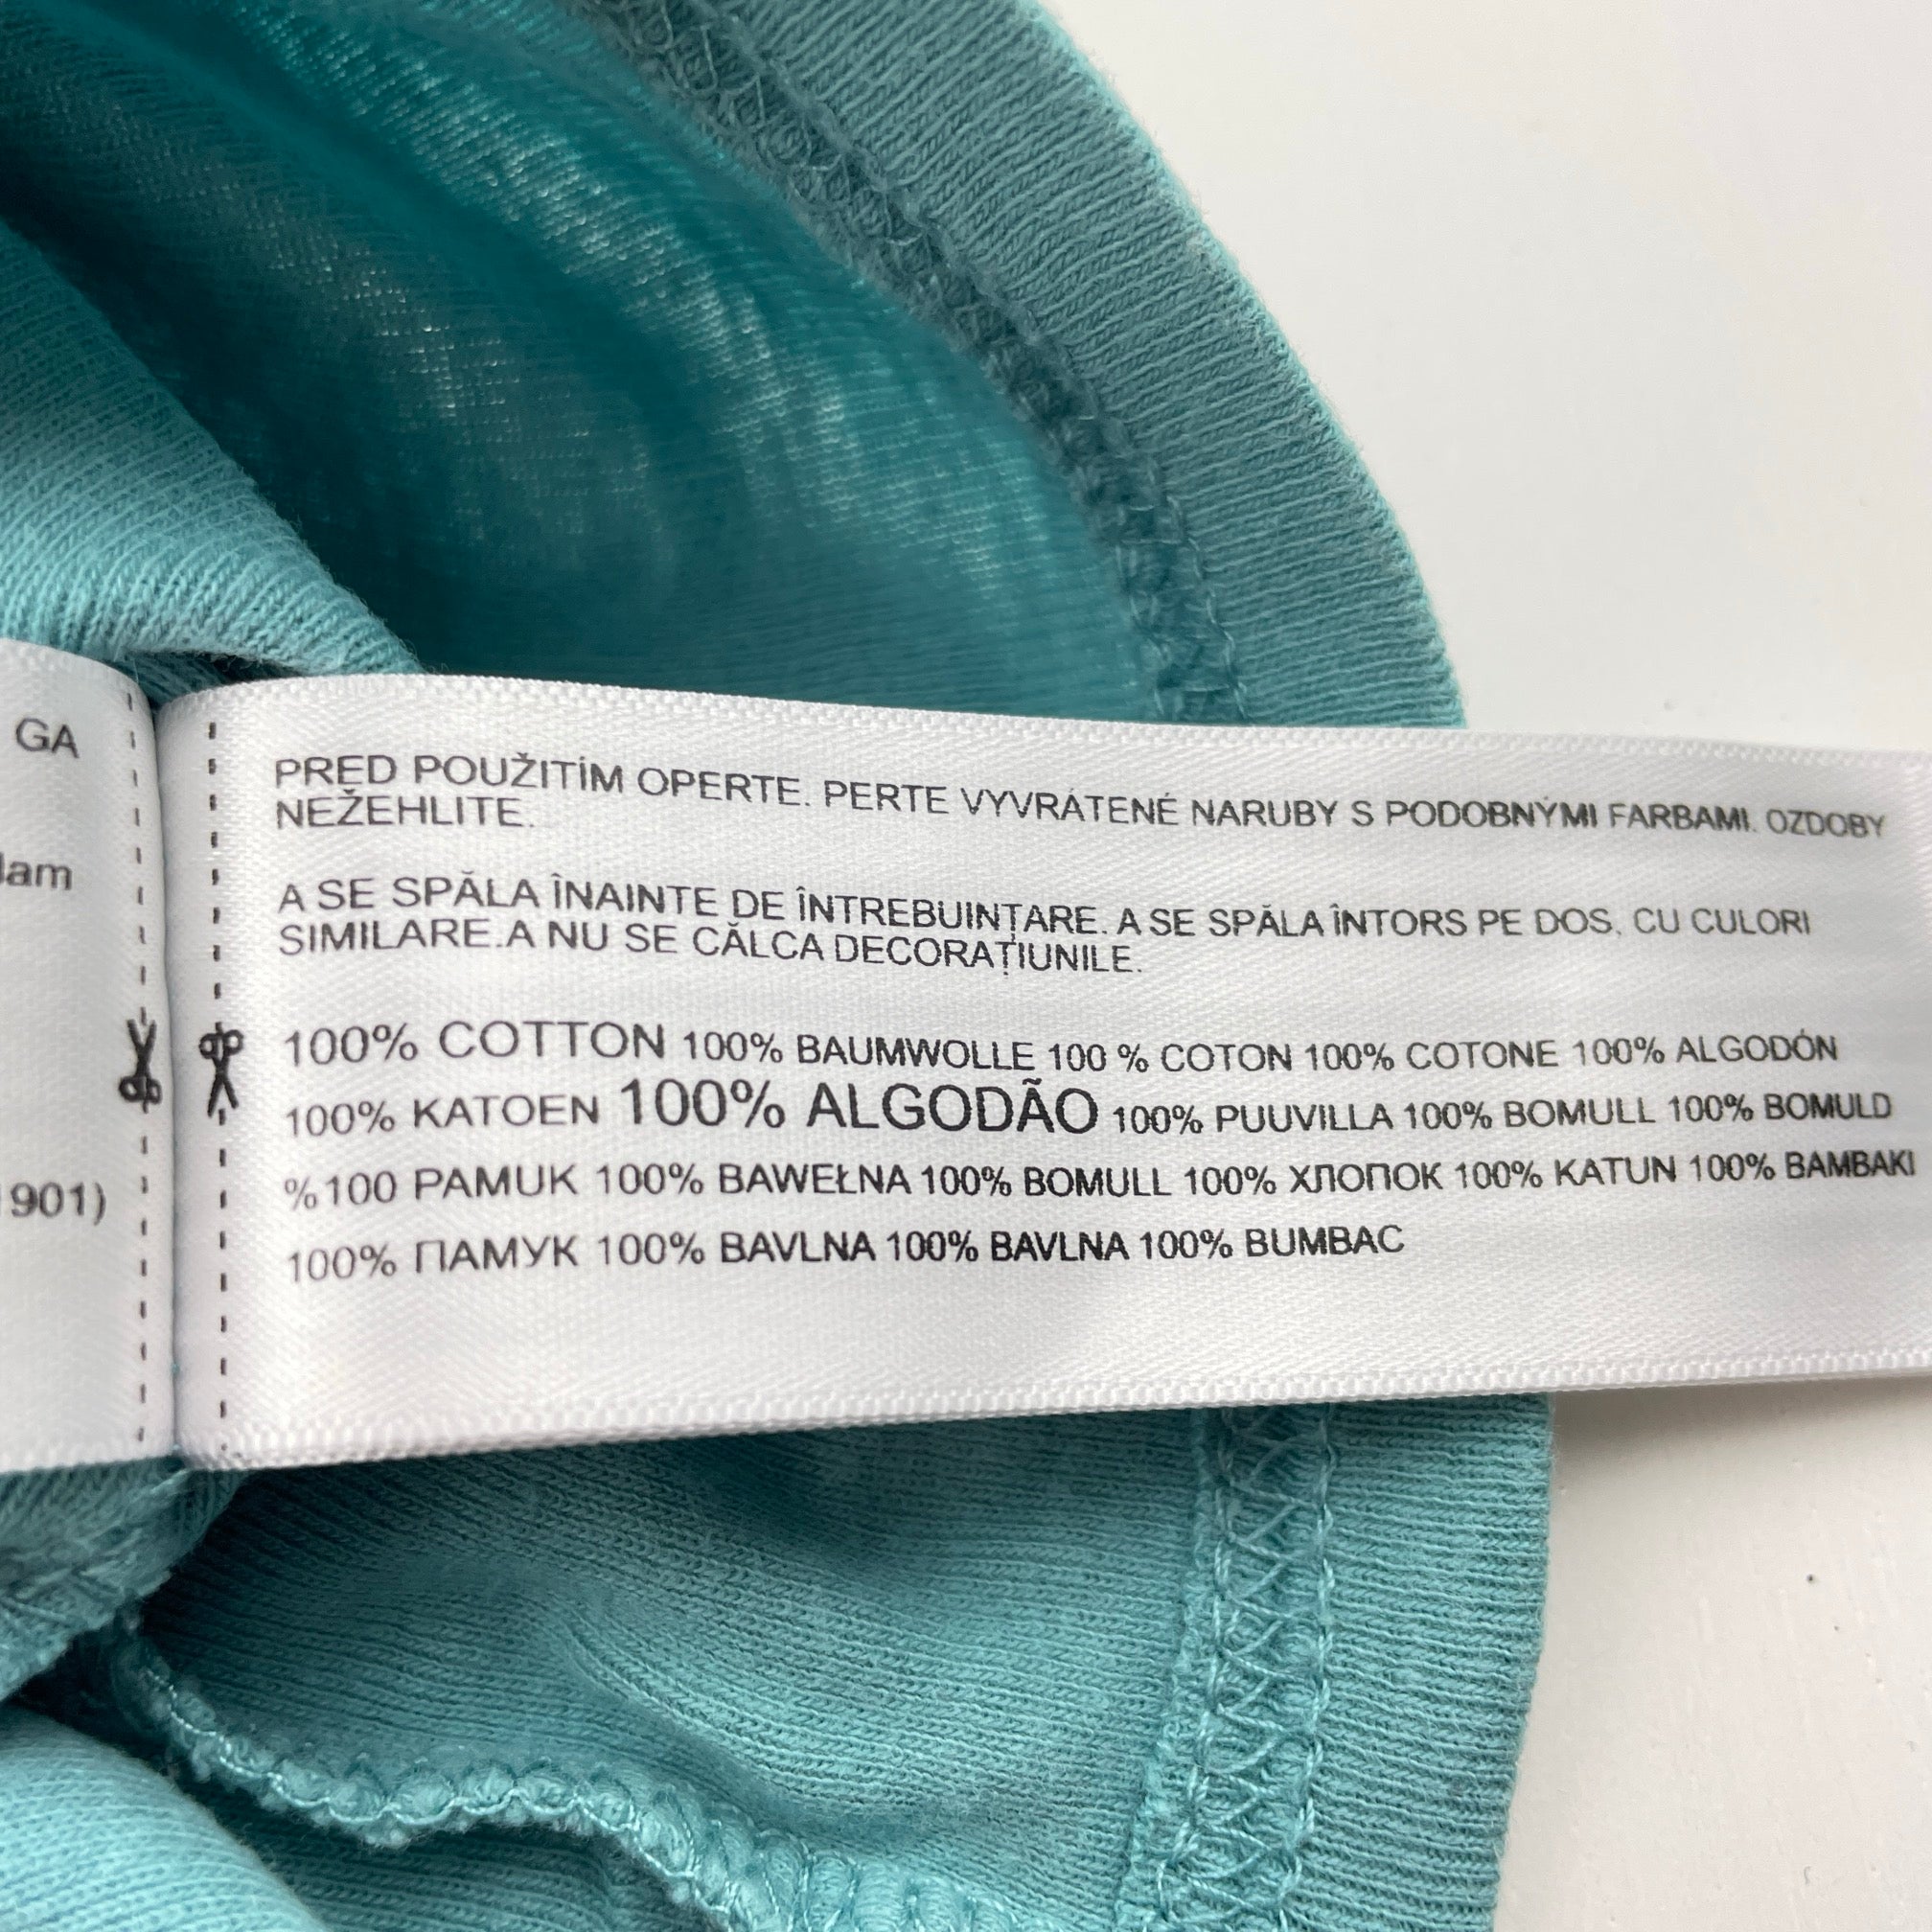 GA
lam
901)
PRED POUŽITÍM OPERTE. PERTE VYVRÁTENÉ NARUBY S PODOBNÝMI FARBAMI. OZDOBY
NEŽEHLITE.
A SE SPĂLA ÎNAINTE DE ÎNTREBUINȚARE. A SE SPĂLA ÎNTORS PE DOS, CU CULORI
SIMILARE.A NU SE CĂLCA DECORAȚIUNILE.
100% COTTON 100% BAUMWOLLE 100 % COTON 100% COTONE 100% ALGODÓN
100% KATOEN 100% ALGODÃO 100% PUUVILLA 100% BOMULL 100% BOMULD
%100 PAMUK 100% BAWEŁNA 100% BOMULL 100% ХЛОПОК 100% KATUN 100% BAMBAKI
100% ПАМУК 100% BAVLNA 100% BAVLNA 100% BUMBAC